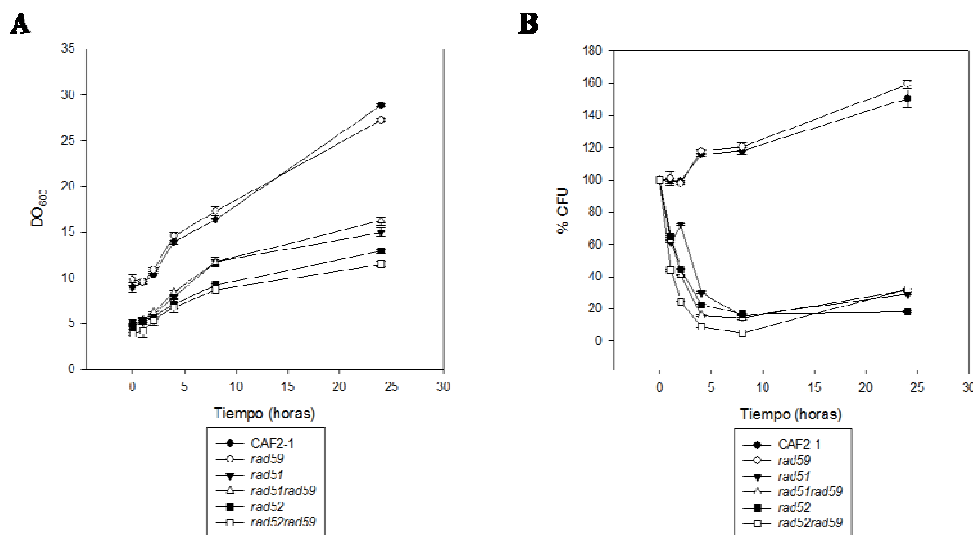 A
35
30
25
20
15
10
5
0
DO600
0 5 10 15 20 25 30
Tiempo (horas)
CAF2-1
rad59
rad51
rad51rad59
rad52
rad52rad59
B
180
160
140
120
100
80
60
40
20
0
% CFU
0 5 10 15 20 25 30
Tiempo (horas)
CAF2 1
rad59
rad51
rad51rad59
rad52
rad52rad59